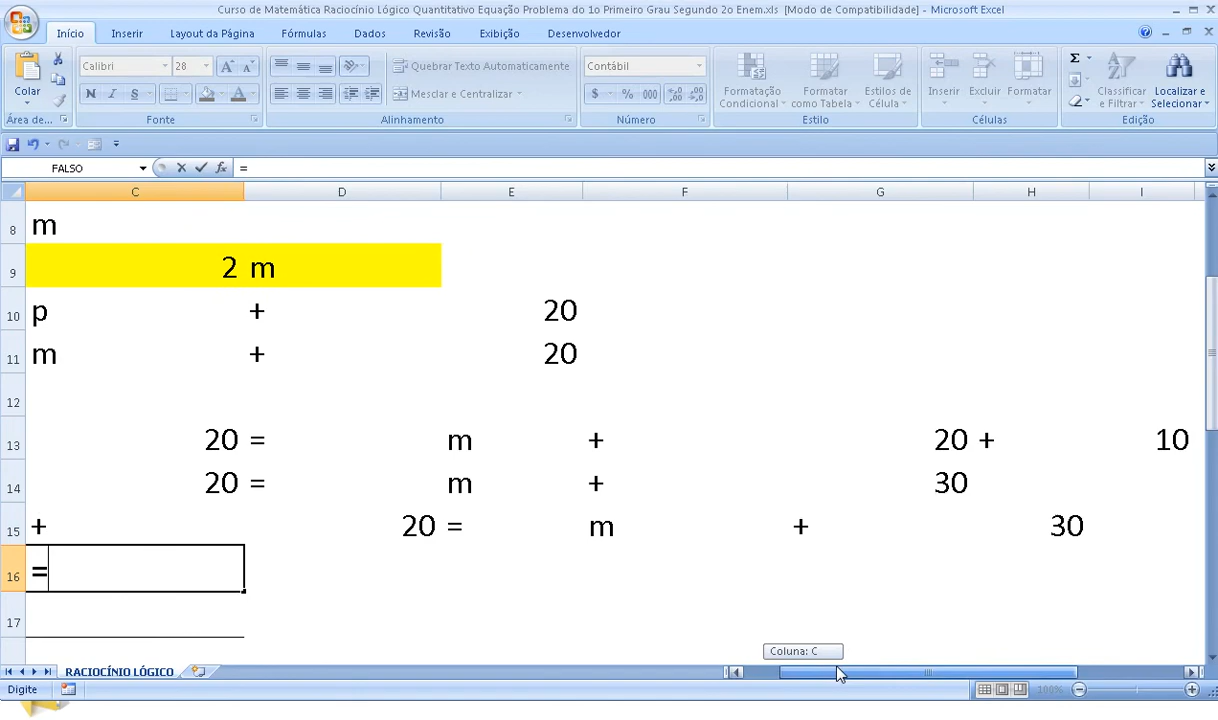 Curso de Matemática Raciocínio Lógico Quantitativo Equação Problema do 1o Primeiro Grau Segundo 2o Enem.xls [Modo de Compatibilidade] - Microsoft Excel
Início Inserir Layout da Página Fórmulas Dados Revisão Exibição Desenvolvedor
Colar
Calibri 28 A A
N I S A
Quebrar Texto Automaticamente
Mesclar e Centralizar
Contábil
$ % 000 ,00 ,0
Formatação Condicional
Formatar como Tabela
Estilos de Célula
Inserir Excluir Formatar
Σ
Classificar e Filtrar
Localizar e Selecionar
Área de... Fonte Alinhamento Número Estilo Células Edição
FALSO fx =
C D E F G H I
8 m
9 2 m
10 p + 20
11 m + 20
12
13 20 = m + 20 + 10
14 20 = m + 30
15 + 20 = m + 30
16 =
17
Coluna: C
RACIOCÍNIO LÓGICO
Digite 100%